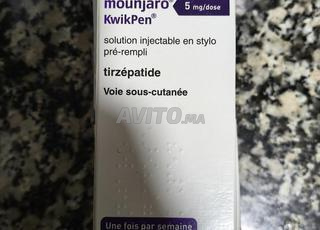 mounjaro®
KwikPen®
5 mg/dose
solution injectable en stylo
pré-rempli
tirzépatide
Voie sous-cutanée
AVITO.ma
Une fois par semaine